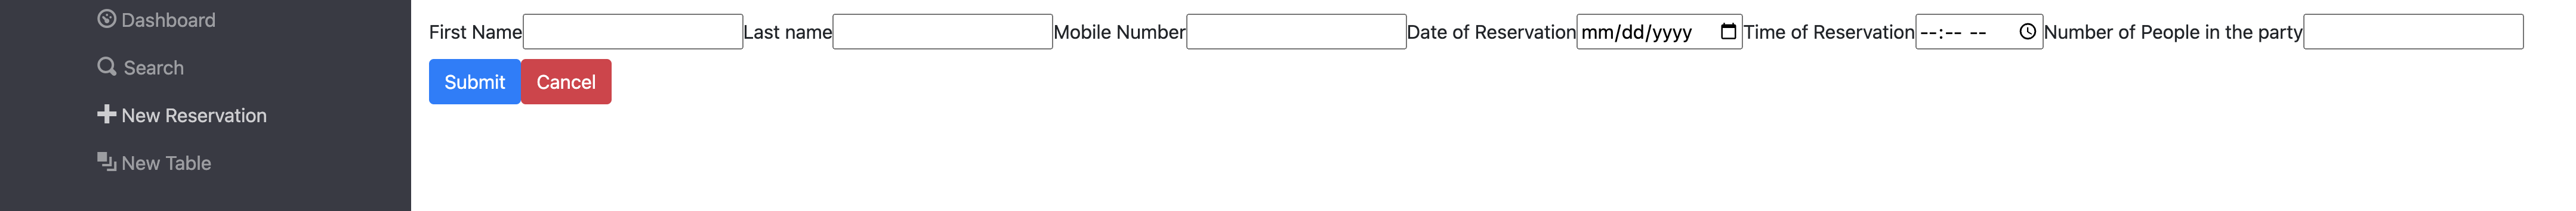 Dashboard
Search
New Reservation
New Table
First Name Last name Mobile Number Date of Reservation mm/dd/yyyy Time of Reservation --:-- -- Number of People in the party
Submit Cancel